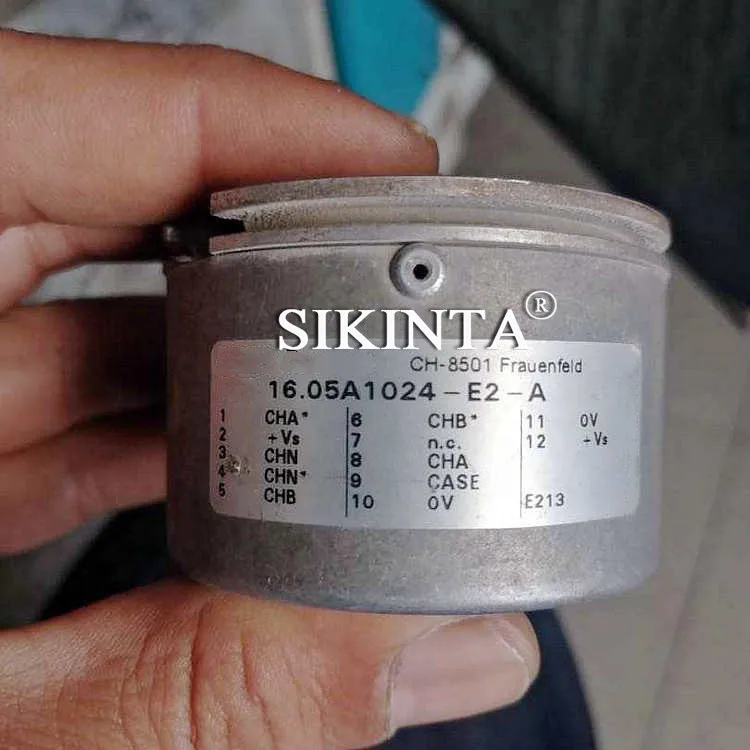 SIKINTA®
CH-8501 Frauenfeld
16.05A1024-E2-A
1 CHA* 6 CHB* 11 0V
2 +Vs 7 n.c. 12 +Vs
3 CHN 8 CHA
4 CHN* 9 CASE
5 CHB 10 0V E213